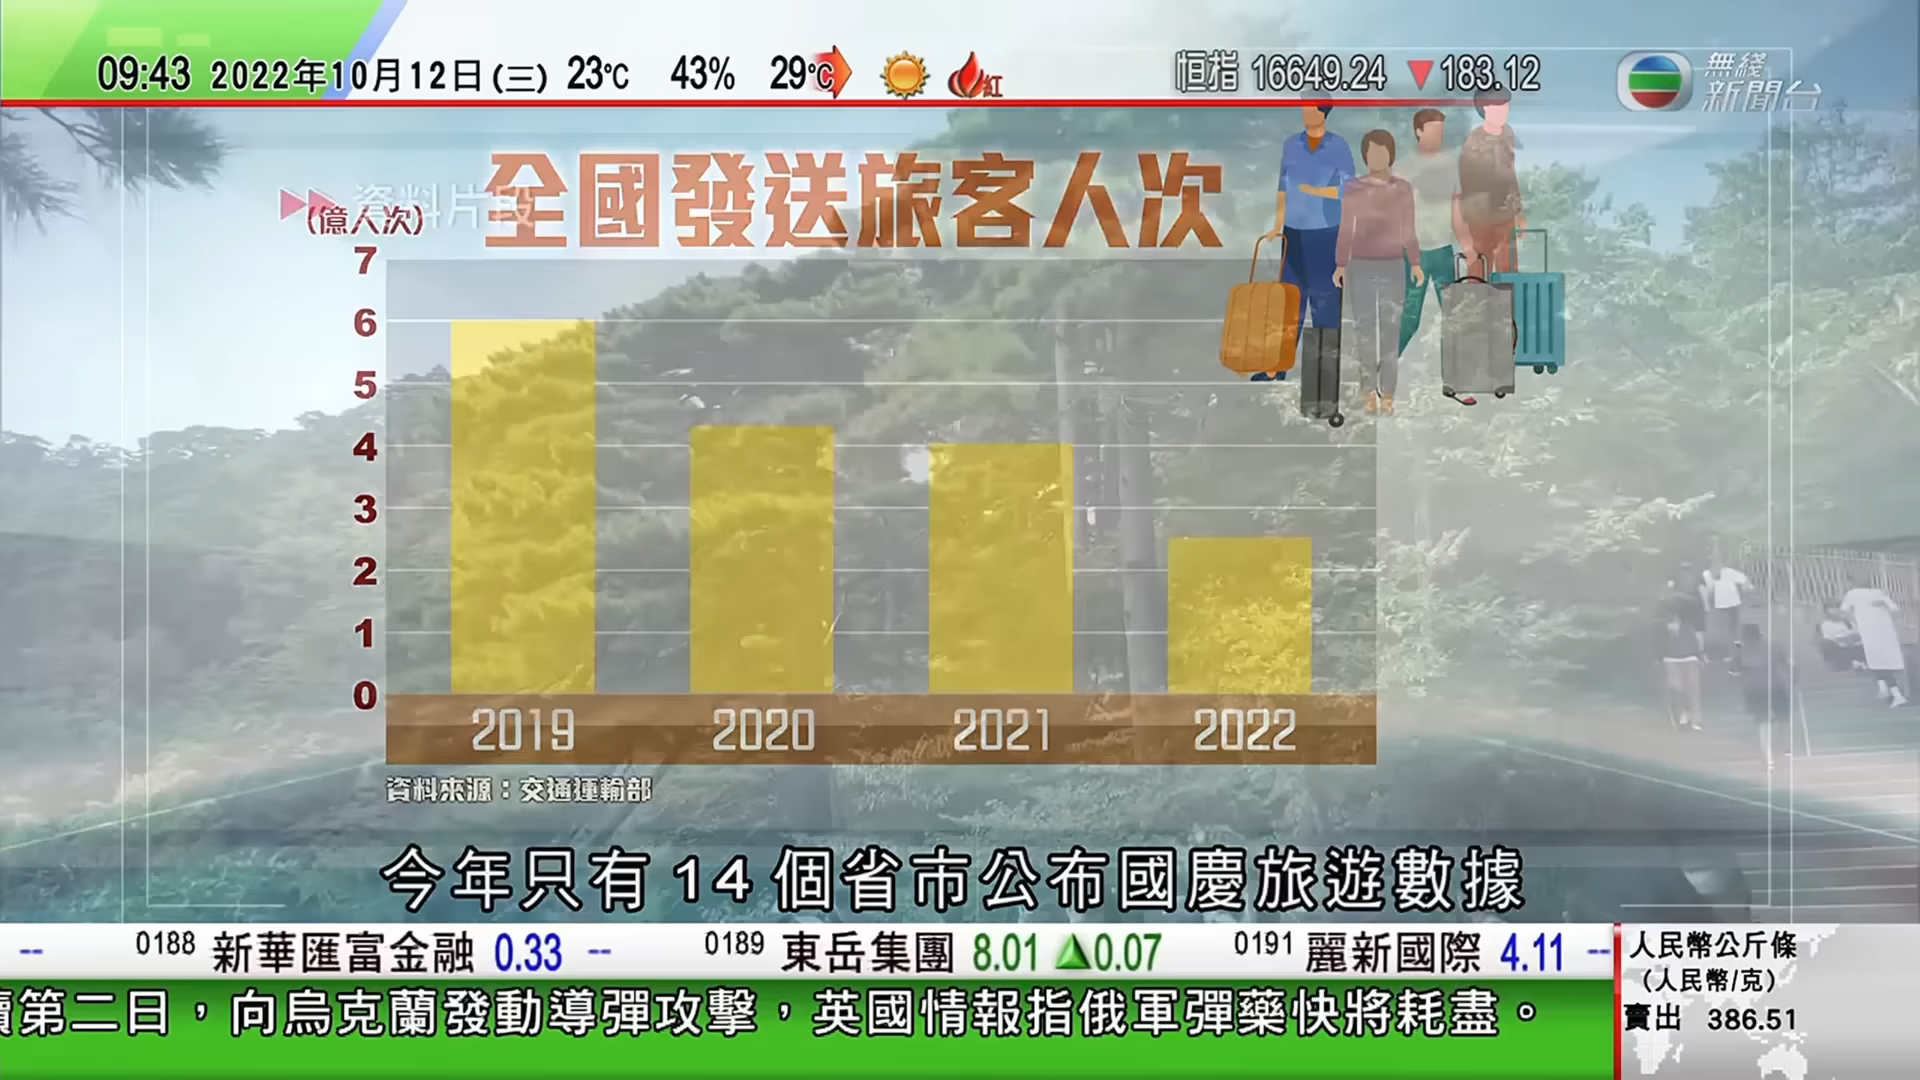 09:43 2022年10月12日(三) 23℃ 43% 29℃ 紅 恒指 16649.24 ▼183.12
無綫
新聞台
資料片段
全國發送旅客人次
(億人次)
7
6
5
4
3
2
1
0
2019 2020 2021 2022
資料來源：交通運輸部
今年只有 14 個省市公布國慶旅遊數據
-- 0188 新華匯富金融 0.33 -- 0189 東岳集團 8.01 ▲0.07 0191 麗新國際 4.11 --
第二日，向烏克蘭發動導彈攻擊，英國情報指俄軍彈藥快將耗盡。
人民幣公斤條
(人民幣/克)
賣出 386.51